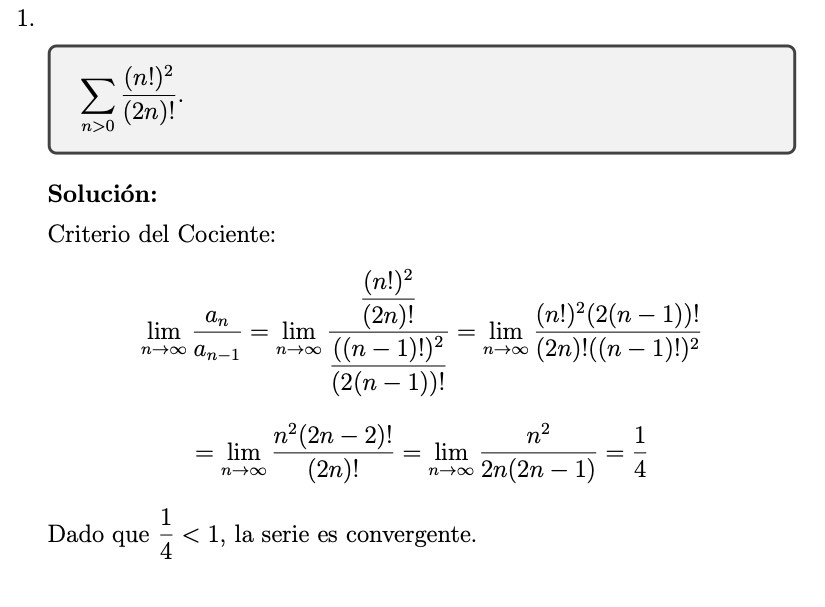 1.
\sum_{n>0} \frac{(n!)^2}{(2n)!}.
Solución:
Criterio del Cociente:
\lim_{n \to \infty} \frac{a_n}{a_{n-1}} = \lim_{n \to \infty} \frac{\frac{(n!)^2}{(2n)!}}{\frac{((n-1)!)^2}{(2(n-1))!}} = \lim_{n \to \infty} \frac{(n!)^2(2(n-1))!}{(2n)!((n-1)!)^2}
= \lim_{n \to \infty} \frac{n^2(2n-2)!}{(2n)!} = \lim_{n \to \infty} \frac{n^2}{2n(2n-1)} = \frac{1}{4}
Dado que \frac{1}{4} < 1, la serie es convergente.